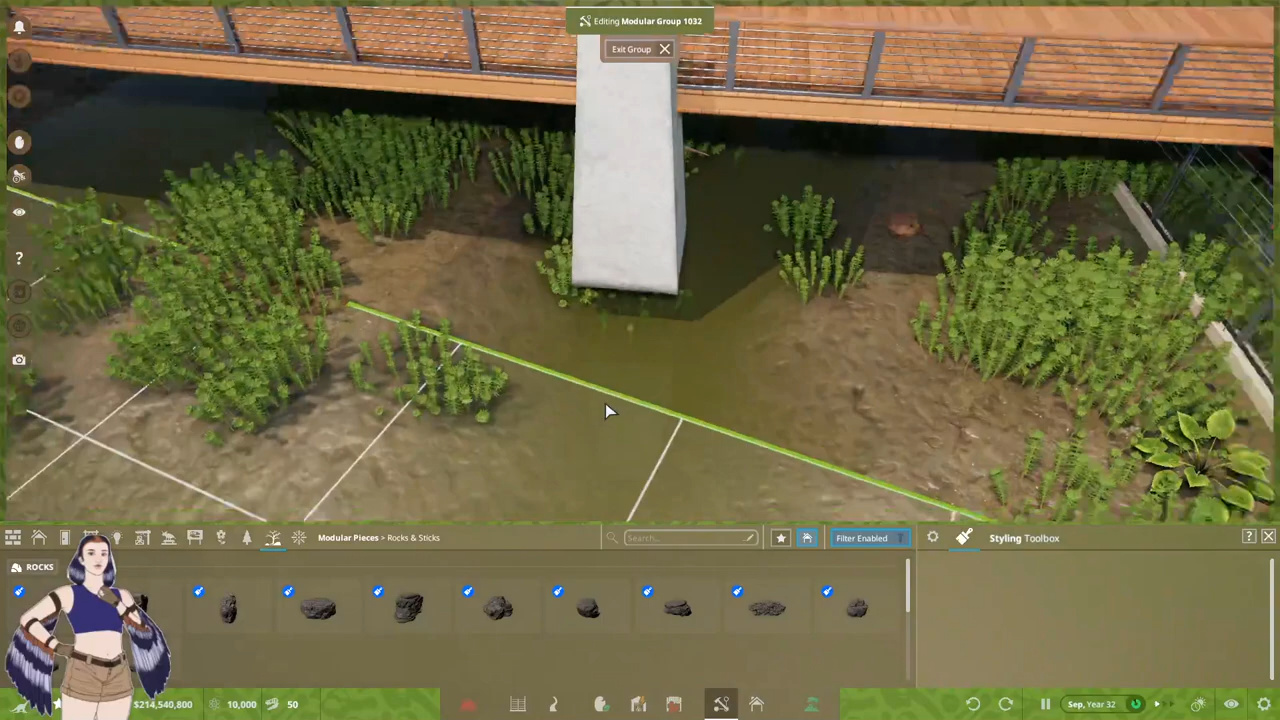 Editing Modular Group 1032
Exit Group
Modular Pieces > Rocks & Sticks
Search...
Filter Enabled
Styling Toolbox
?
ROCKS
$214,540,800
10,000
50
Sep, Year 32
?